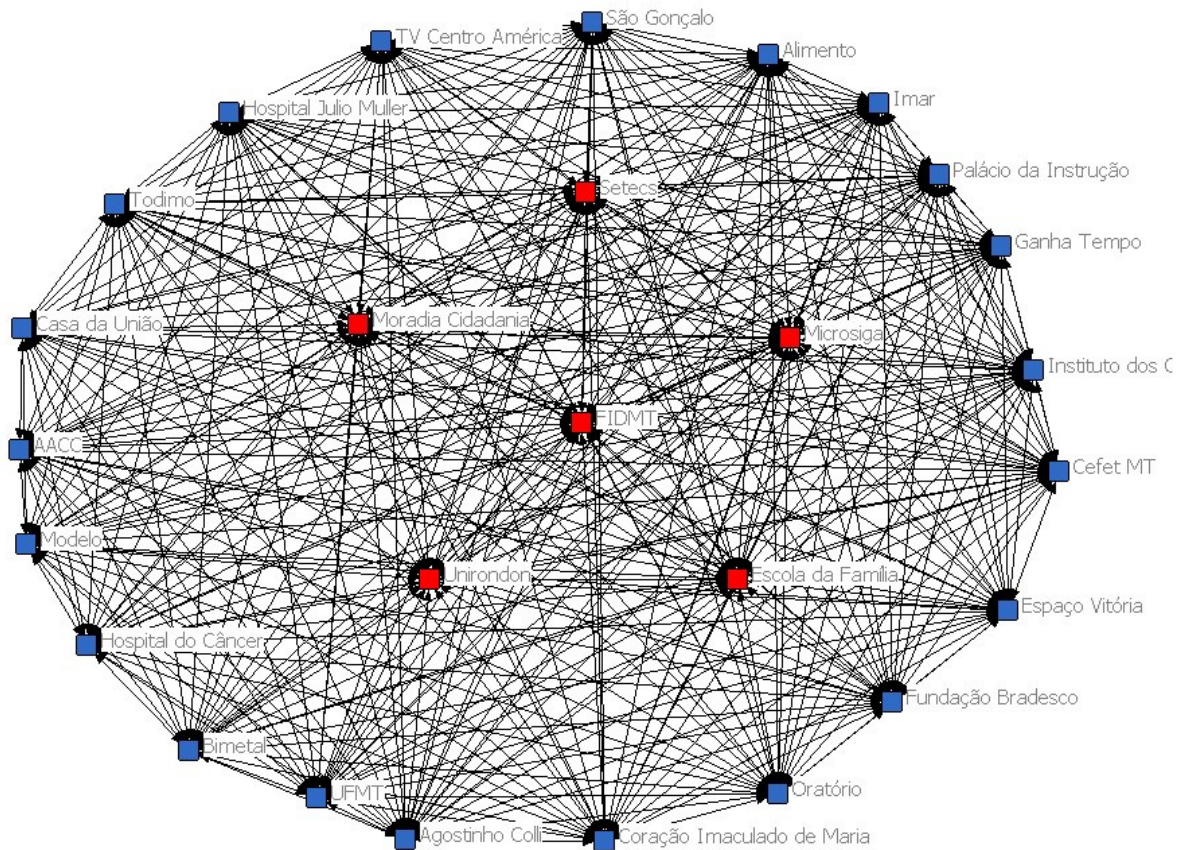 São Gonçalo
TV Centro América
Alimento
Imar
Hospital Julio Muller
Palácio da Instrução
Setecs
Todimo
Ganha Tempo
Moradia Cidadania
Casa da União
Microsiga
Instituto dos C
FIDMT
AACC
Cefet MT
Modelo
Unirondon
Escola da Família
Espaço Vitória
Hospital do Câncer
Fundação Bradesco
Bimetal
Oratório
UFMT
Agostinho Colli
Coração Imaculado de Maria